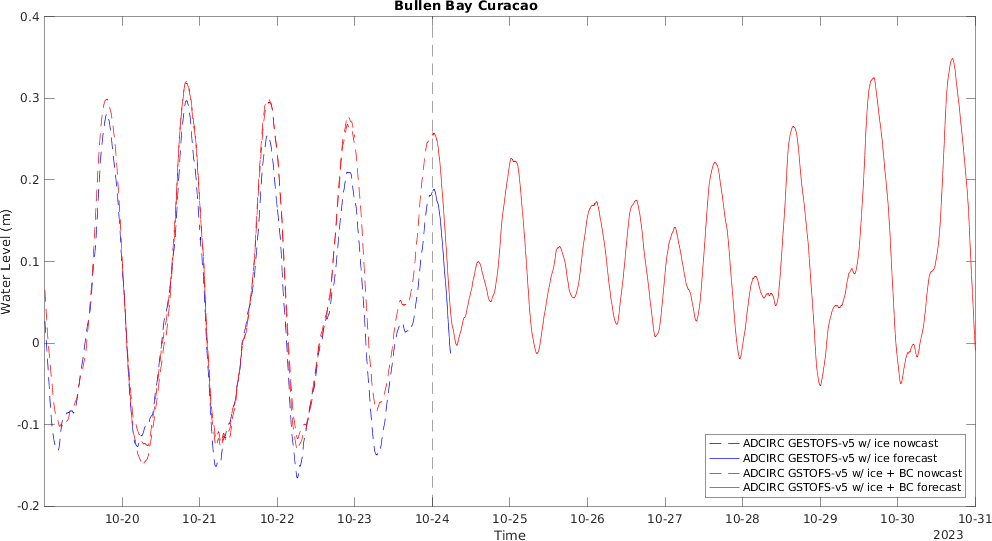 Bullen Bay Curacao
0.4
0.3
0.2
0.1
0
-0.1
-0.2
Water Level (m)
10-20
10-21
10-22
10-23
10-24
10-25
10-26
10-27
10-28
10-29
10-30
10-31
Time
2023
ADCIRC GESTOFS-v5 w/ ice nowcast
ADCIRC GESTOFS-v5 w/ ice forecast
ADCIRC GSTOFS-v5 w/ ice + BC nowcast
ADCIRC GSTOFS-v5 w/ ice + BC forecast